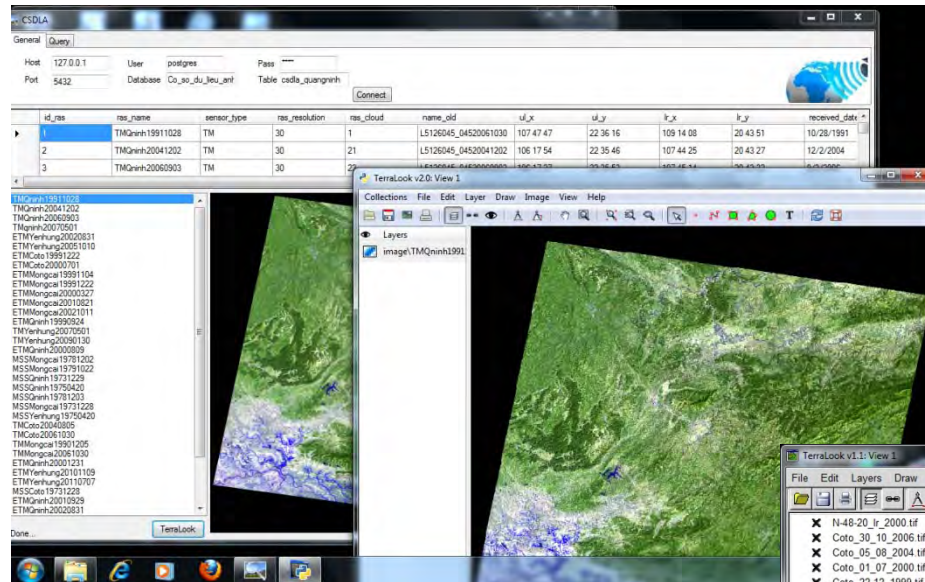 CSDLA
General Query
Host 127.0.0.1 User postgres Pass ****
Port 5432 Database Co_so_du_lieu_anh Table csdla_quangninh
Connect
id_ras ras_name sensor_type ras_resolution ras_cloud name_old ul_x ul_y lr_x lr_y received_date
1 TMQninh19911028 TM 30 1 L5126045_04520061030 107 47 47 22 36 16 109 14 08 20 43 51 10/28/1991
2 TMQninh20041202 TM 30 21 L5126045_04520041202 106 17 54 22 35 46 107 44 25 20 43 27 12/2/2004
3 TMQninh20060903 TM 30
TerraLook v2.0: View 1
Collections File Edit Layer Draw Image View Help
Layers
image\TMQninh1991
TMQninh19911028
TMQninh20041202
TMQninh20060903
TMQninh20070501
ETMYenhung20020831
ETMYenhung20051010
ETMCoto19991222
ETMCoto20000701
ETMMongcai19991104
ETMMongcai19991222
ETMMongcai20000327
ETMMongcai20010821
ETMMongcai20021011
ETMQninh19990924
TMYenhung20070501
TMYenhung20090130
ETMQninh20000809
MSSMongcai19781202
MSSMongcai19791022
MSSQninh19731229
MSSQninh19750420
MSSQninh19781203
MSSMongcai19731228
MSSYenhung19750420
TMCoto20040805
TMCoto20061030
TMMongcai19901205
TMMongcai20061030
ETMQninh20001231
ETMYenhung20101109
ETMYenhung20110707
MSSCoto19731228
ETMQninh20010929
ETMQninh20020831
Done...
TerraLook
TerraLook v1.1: View 1
File Edit Layers Draw
N-48-20_lr_2000.tif
Coto_30_10_2006.tif
Coto_05_08_2004.tif
Coto_01_07_2000.tif
Coto_22_12_1999.tif